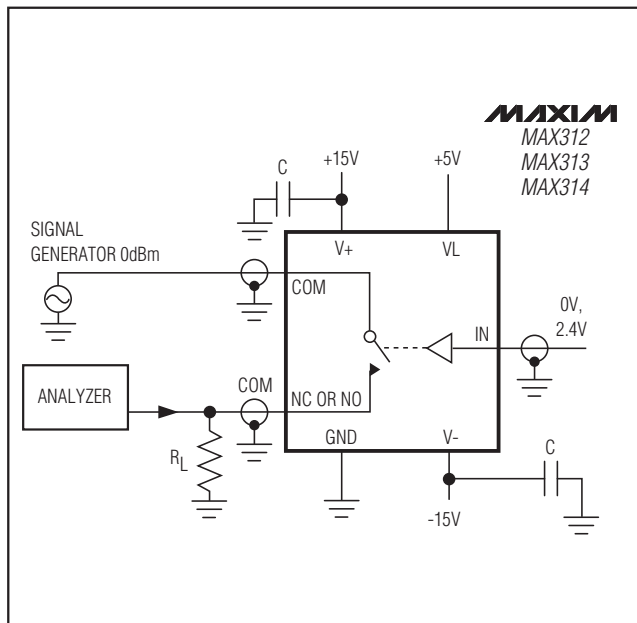 MAXIM
MAX312
MAX313
MAX314
+15V
+5V
C
SIGNAL
GENERATOR 0dBm
V+
VL
COM
0V,
2.4V
IN
ANALYZER
COM
NC OR NO
RL
GND
V-
C
-15V